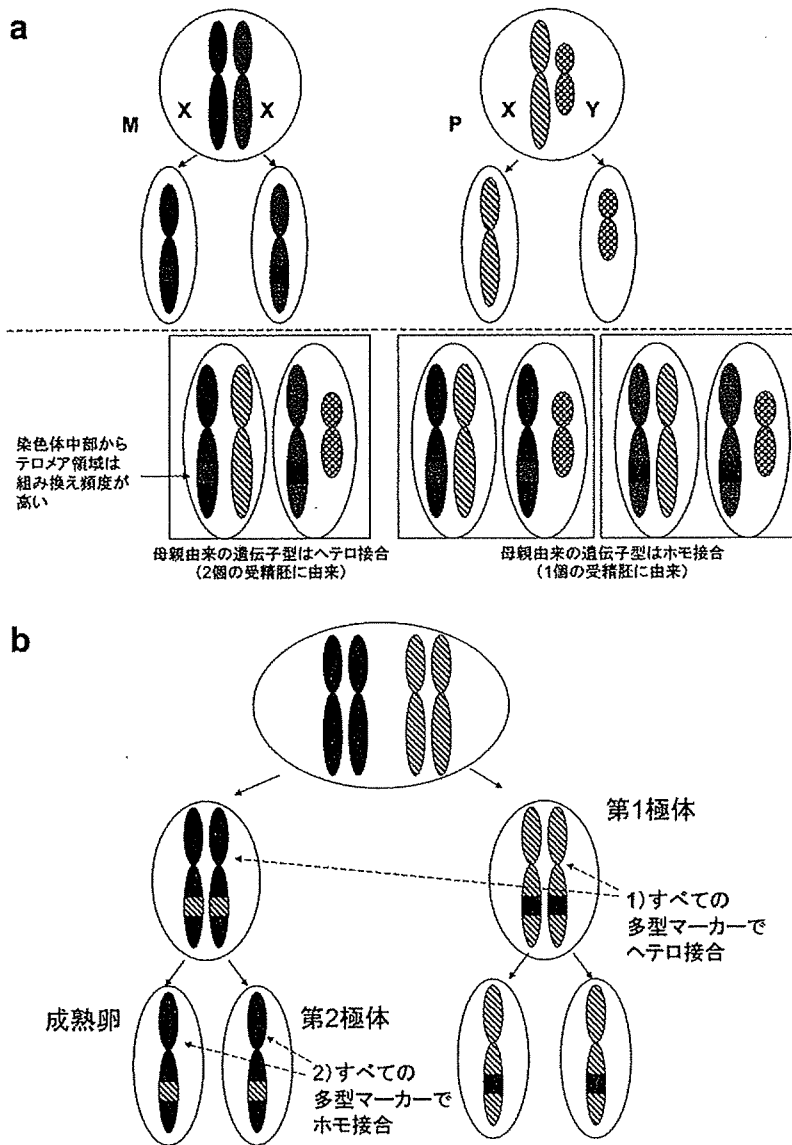 a
M X X
P X Y
染色体中部から
テロメア領域は
組み換え頻度が
高い
母親由来の遺伝子型はヘテロ接合
(2個の受精胚に由来)
母親由来の遺伝子型はホモ接合
(1個の受精胚に由来)
b
第1極体
1)すべての
多型マーカーで
ヘテロ接合
成熟卵
第2極体
2)すべての
多型マーカーで
ホモ接合